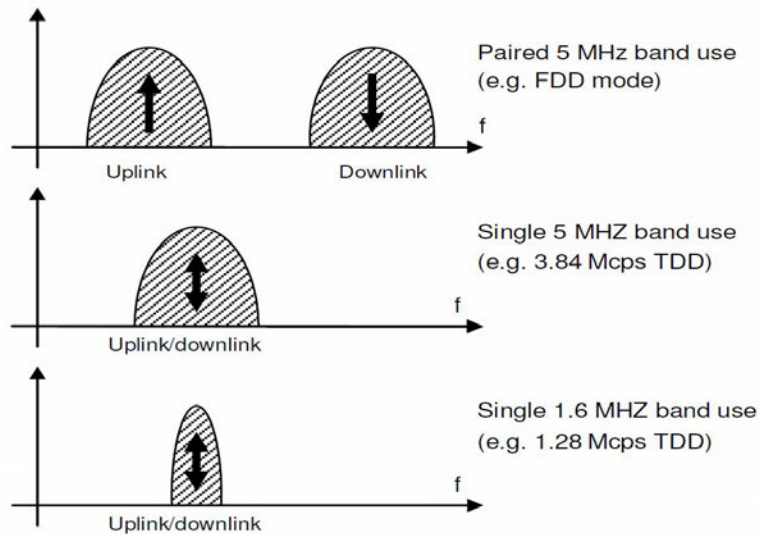 Paired 5 MHz band use
(e.g. FDD mode)
f
Uplink
Downlink
Single 5 MHZ band use
(e.g. 3.84 Mcps TDD)
f
Uplink/downlink
Single 1.6 MHZ band use
(e.g. 1.28 Mcps TDD)
f
Uplink/downlink